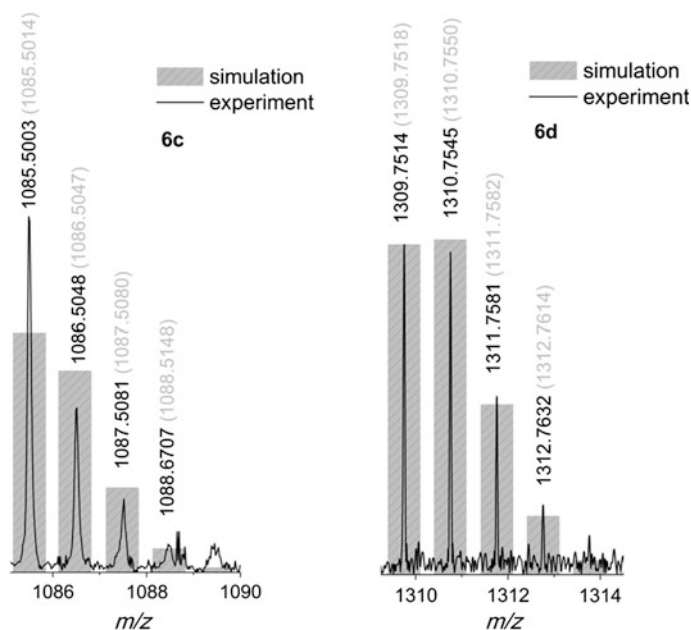 simulation
experiment
6c
1085.5003 (1085.5014)
1086.5048 (1086.5047)
1087.5081 (1087.5080)
1088.6707 (1088.5148)
1086
1088
1090
m/z
simulation
experiment
6d
1309.7514 (1309.7518)
1310.7545 (1310.7550)
1311.7581 (1311.7582)
1312.7632 (1312.7614)
1310
1312
1314
m/z